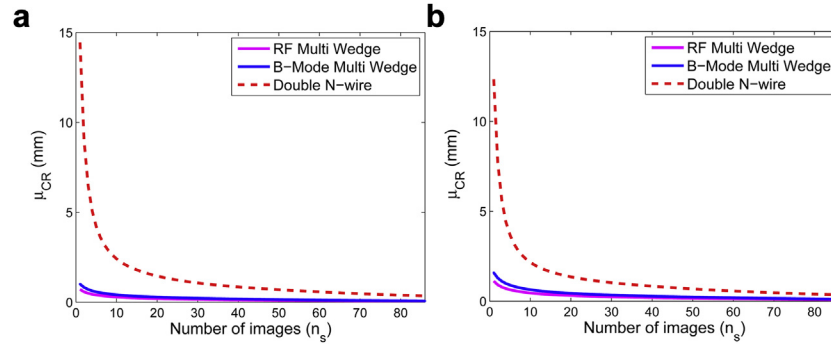 a
15
10
5
0
μCR (mm)
RF Multi Wedge
B-Mode Multi Wedge
Double N-wire
0 10 20 30 40 50 60 70 80
Number of images (ns)
b
15
10
5
0
μCR (mm)
RF Multi Wedge
B-Mode Multi Wedge
Double N-wire
0 10 20 30 40 50 60 70 80
Number of images (ns)